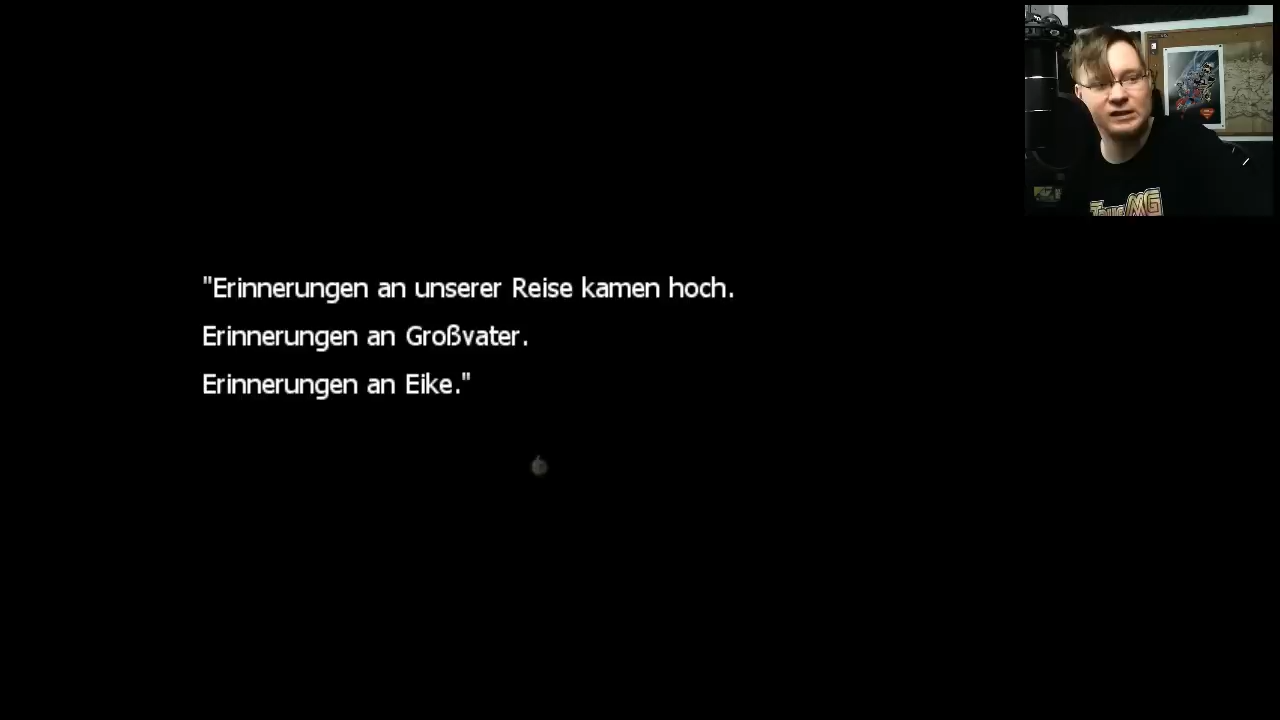 "Erinnerungen an unserer Reise kamen hoch.
Erinnerungen an Großvater.
Erinnerungen an Eike."